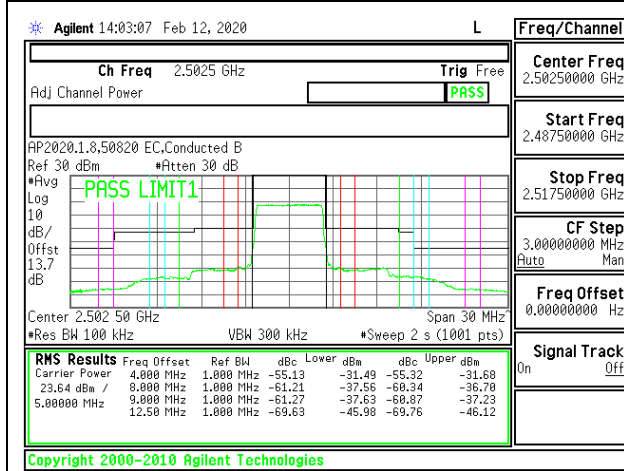 Agilent 14:03:07 Feb 12, 2020 L
Freq/Channel
Ch Freq 2.5025 GHz Trig Free
Adj Channel Power PASS
AP2020.1.8,50820 EC,Conducted B
Ref 30 dBm #Atten 30 dB
#Avg
Log
10
dB/
Offst
13.7
dB
PASS LIMIT1
Center 2.502 50 GHz Span 30 MHz
#Res BW 100 kHz VBW 300 kHz #Sweep 2 s (1001 pts)
RMS Results Freq Offset Ref BW dBc Lower dBm dBc Upper dBm
Carrier Power 4.000 MHz 1.000 MHz -55.13 -31.49 -55.32 -31.68
23.64 dBm / 8.000 MHz 1.000 MHz -61.21 -37.56 -60.34 -36.70
5.00000 MHz 9.000 MHz 1.000 MHz -61.27 -37.63 -60.87 -37.23
12.50 MHz 1.000 MHz -69.63 -45.98 -69.76 -46.12
Center Freq
2.50250000 GHz
Start Freq
2.48750000 GHz
Stop Freq
2.51750000 GHz
CF Step
3.00000000 MHz
Auto Man
Freq Offset
0.00000000 Hz
Signal Track
On Off
Copyright 2000-2010 Agilent Technologies